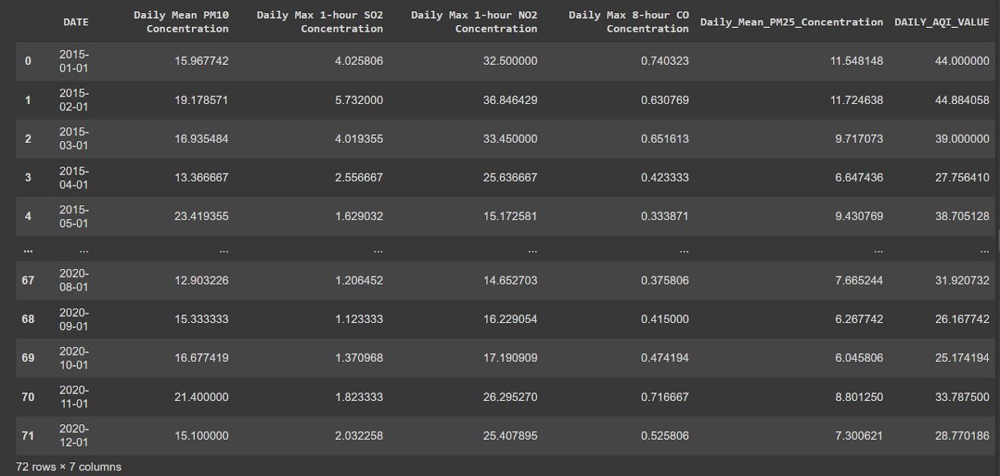 DATE Daily Mean PM10 Concentration Daily Max 1-hour SO2 Concentration Daily Max 1-hour NO2 Concentration Daily Max 8-hour CO Concentration Daily_Mean_PM25_Concentration DAILY_AQI_VALUE
0 2015-01-01 15.967742 4.025806 32.500000 0.740323 11.548148 44.000000
1 2015-02-01 19.178571 5.732000 36.846429 0.630769 11.724638 44.884058
2 2015-03-01 16.935484 4.019355 33.450000 0.651613 9.717073 39.000000
3 2015-04-01 13.366667 2.556667 25.636667 0.423333 6.647436 27.756410
4 2015-05-01 23.419355 1.629032 15.172581 0.333871 9.430769 38.705128
... ... ... ... ... ... ... ...
67 2020-08-01 12.903226 1.206452 14.652703 0.375806 7.665244 31.920732
68 2020-09-01 15.333333 1.123333 16.229054 0.415000 6.267742 26.167742
69 2020-10-01 16.677419 1.370968 17.190909 0.474194 6.045806 25.174194
70 2020-11-01 21.400000 1.823333 26.295270 0.716667 8.801250 33.787500
71 2020-12-01 15.100000 2.032258 25.407895 0.525806 7.300621 28.770186
72 rows × 7 columns